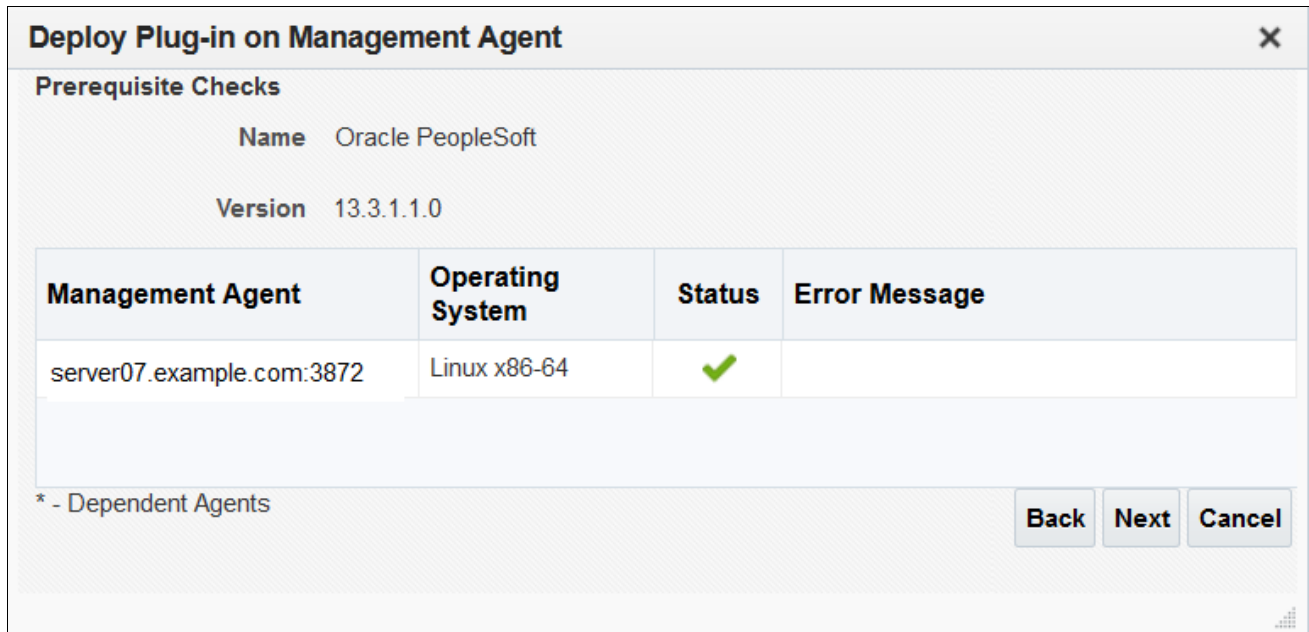 Deploy Plug-in on Management Agent
Prerequisite Checks
Name Oracle PeopleSoft
Version 13.3.1.1.0
Management Agent Operating System Status Error Message
server07.example.com:3872 Linux x86-64
* - Dependent Agents
Back Next Cancel